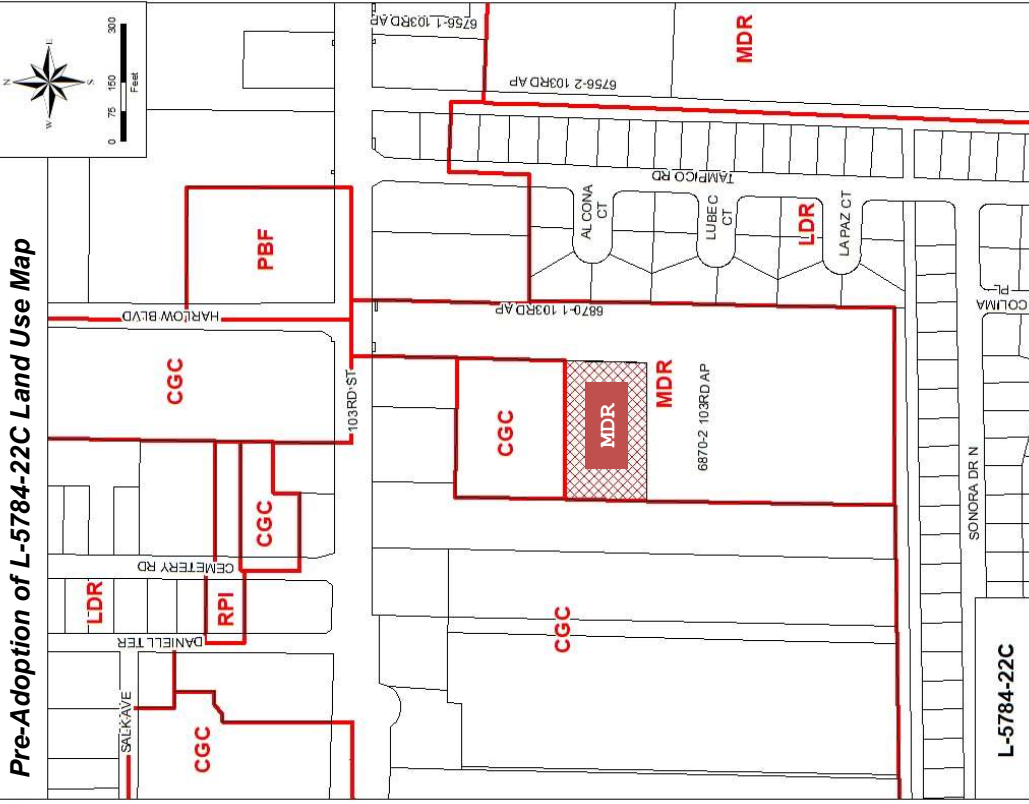 Pre-Adoption of L-5784-22C Land Use Map
N
W
E
S
0
75
150
300
Feet
6756-1 103RD AP
MDR
6756-2 103RD AP
PBF
HARLOW BLVD
TAMPICO RD
ALCONA
CT
LUBEC
CT
LDR
LA PAZ CT
COLIMA
PL
6870-1 103RD AP
CGC
103RD ST
CGC
MDR
MDR
6870-2 103RD AP
SONORA DR N
CGC
CEMETERY RD
LDR
RPI
DANIELL TER
SALK AVE
CGC
CGC
L-5784-22C